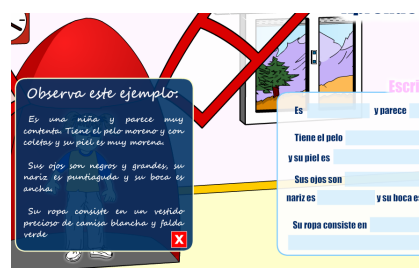 Observa este ejemplo:
Es una niña y parece muy
contenta. Tiene el pelo moreno y con
coletas y su piel es muy morena.
Sus ojos son negros y grandes, su
nariz es puntiaguda y su boca es
ancha.
Su ropa consiste en un vestido
precioso de camisa blancha y falda
verde
X
Escri
Es y parece
Tiene el pelo
y su piel es
Sus ojos son
nariz es y su boca es
Su ropa consiste en